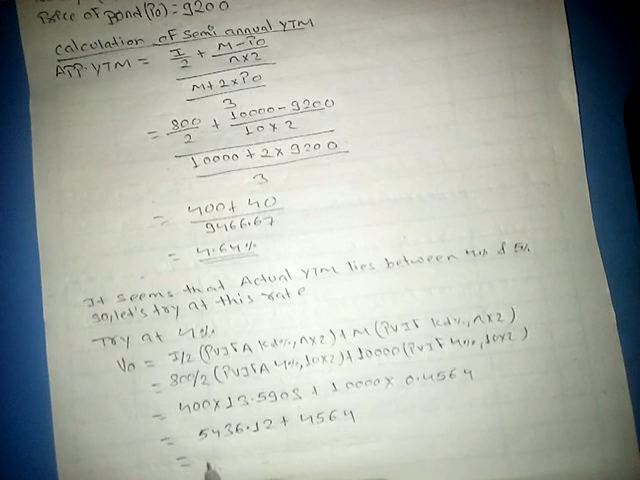 Price of Bond (Po) = 9200
Calculation of semi annual YTM
APP. YTM = I/2 + M-Po/n×2
M+2×Po/3
= 800/2 + 10000-9200/10×2
10000+2×9200/3
= 400+40/9466.67
= 4.64%
It seems that Actual YTM lies between 4% & 5%
so, let's try at this rate
Try at 4%
Vo = I/2 (PVIFA Kd%, n×2) + M (PVIF Kd%, n×2)
= 800/2 (PVIFA 4%, 10×2) + 10000 (PVIF 4%, 10×2)
= 400×13.5903 + 10000×0.4564
= 5436.12 + 4564
=